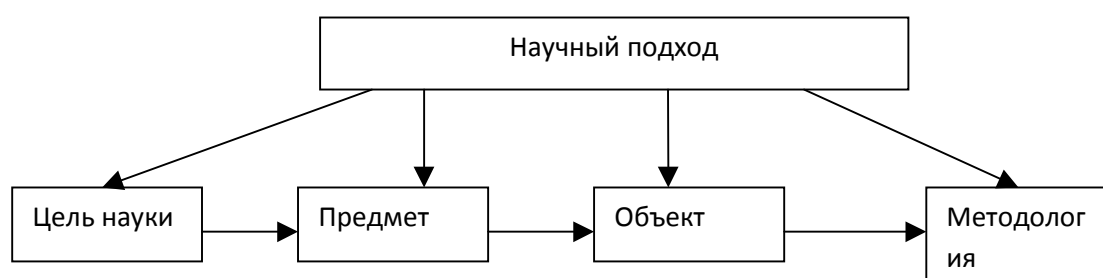 Научный подход
Цель науки
Предмет
Объект
Методолог
ия